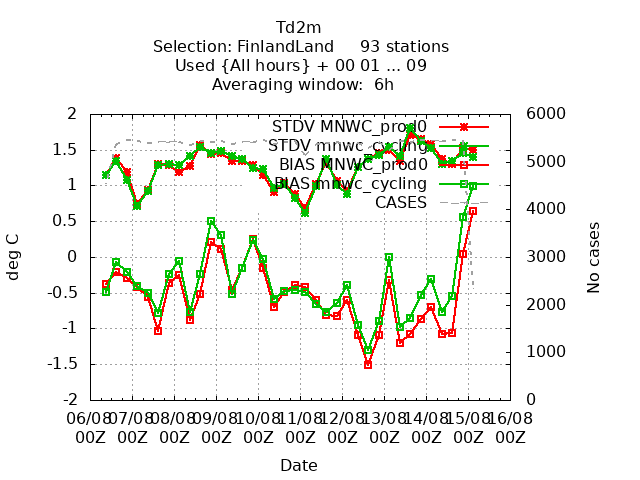 Td2m
Selection: FinlandLand 93 stations
Used {All hours} + 00 01 ... 09
Averaging window: 6h
2
1.5
1
0.5
0
-0.5
-1
-1.5
-2
deg C
6000
5000
4000
3000
2000
1000
0
No cases
STDV MNWC_prod0
STDV mnwc_cycling
BIAS MNWC_prod0
BIAS mnwc_cycling
CASES
06/08 07/08 08/08 09/08 10/08 11/08 12/08 13/08 14/08 15/08 16/08
00Z 00Z 00Z 00Z 00Z 00Z 00Z 00Z 00Z 00Z 00Z
Date